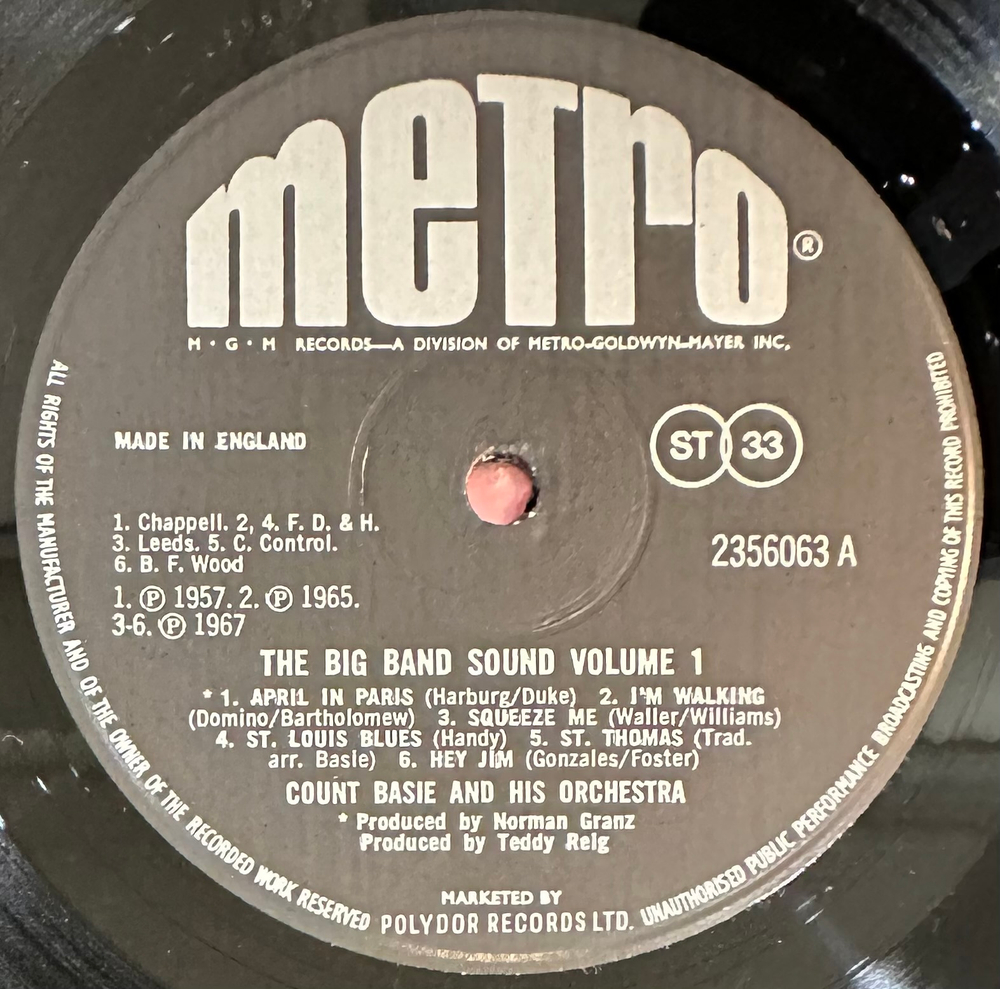 meTro
®
M · G · M RECORDS—A DIVISION OF METRO-GOLDWYN-MAYER INC.
MADE IN ENGLAND
ST 33
1. Chappell. 2, 4. F. D. & H.
3. Leeds. 5. C. Control.
6. B. F. Wood
2356063 A
1. ℗ 1957. 2. ℗ 1965.
3-6. ℗ 1967
THE BIG BAND SOUND VOLUME 1
* 1. APRIL IN PARIS (Harburg/Duke) 2. I'M WALKING
(Domino/Bartholomew) 3. SQUEEZE ME (Waller/Williams)
4. ST. LOUIS BLUES (Handy) 5. ST. THOMAS (Trad.
arr. Basie) 6. HEY JIM (Gonzales/Foster)
COUNT BASIE AND HIS ORCHESTRA
* Produced by Norman Granz
Produced by Teddy Reig
MARKETED BY
POLYDOR RECORDS LTD.
ALL RIGHTS OF THE MANUFACTURER AND OF THE OWNER OF THE RECORDED WORK RESERVED
UNAUTHORISED PUBLIC PERFORMANCE BROADCASTING AND COPYING OF THIS RECORD PROHIBITED